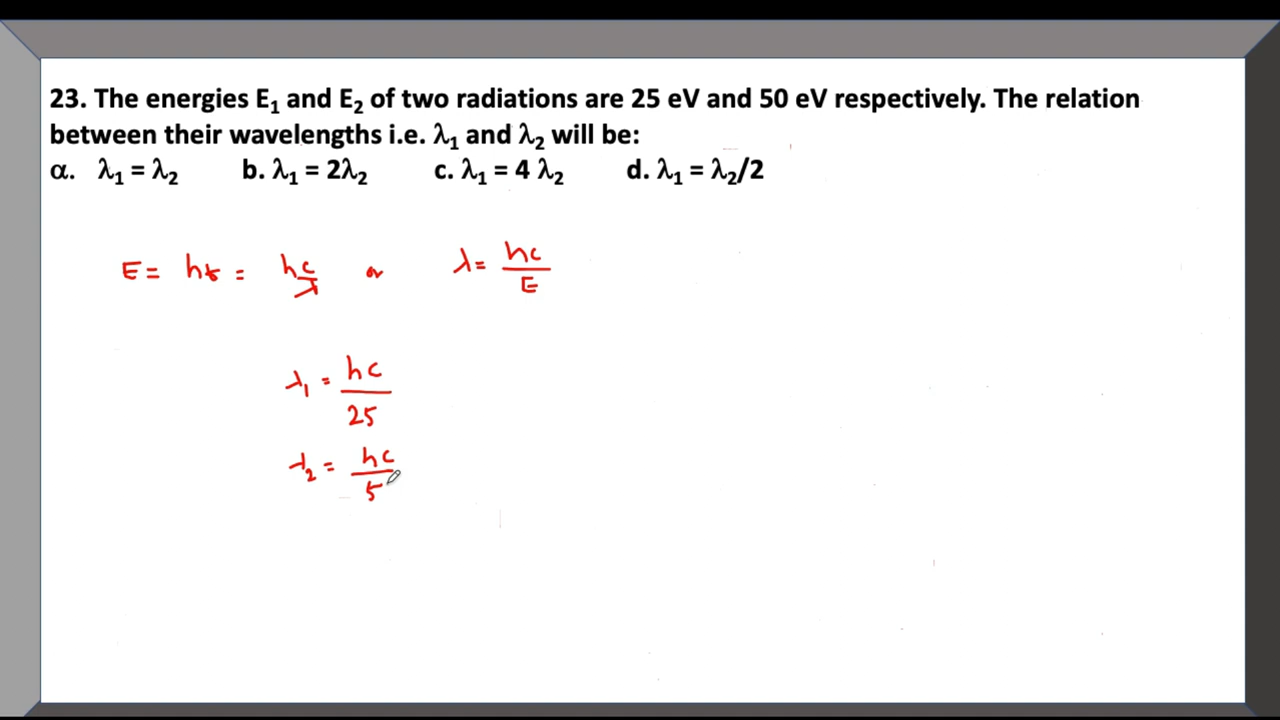 23. The energies E₁ and E₂ of two radiations are 25 eV and 50 eV respectively. The relation
between their wavelengths i.e. λ₁ and λ₂ will be:
α. λ₁ = λ₂ b. λ₁ = 2λ₂ c. λ₁ = 4 λ₂ d. λ₁ = λ₂/2
E = hγ = hc/λ or λ = hc/E
λ₁ = hc/25
λ₂ = hc/5